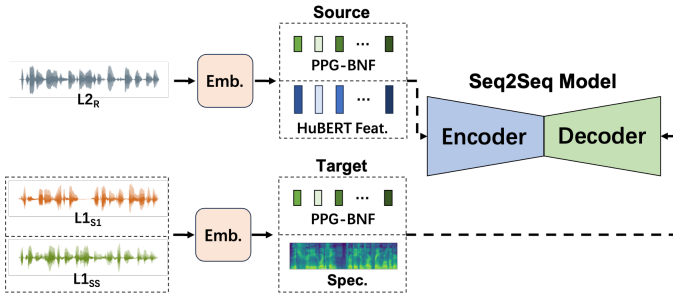 Source
PPG-BNF
HuBERT Feat.
L2R
Emb.
Seq2Seq Model
Encoder
Decoder
Target
PPG-BNF
Spec.
L1S1
L1SS
Emb.